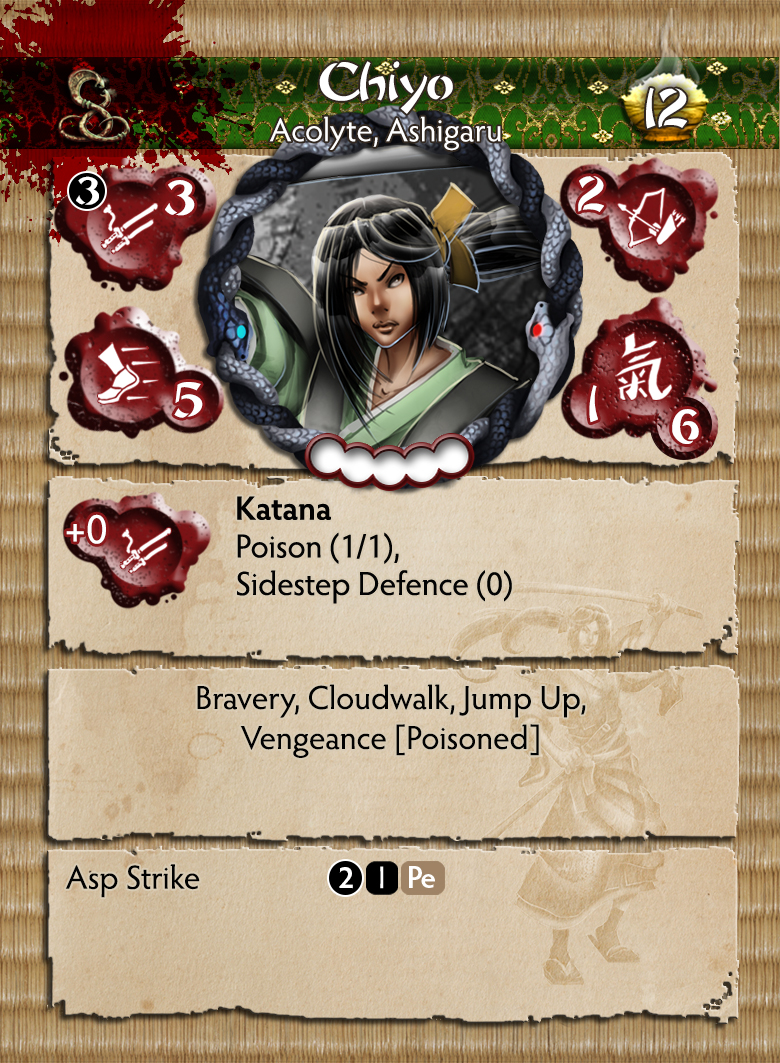 Chiyo
12
Acolyte, Ashigaru
3 3
2
5
氣
1 6
+0
Katana
Poison (1/1),
Sidestep Defence (0)
Bravery, Cloudwalk, Jump Up,
Vengeance [Poisoned]
Asp Strike 2 1 Pe